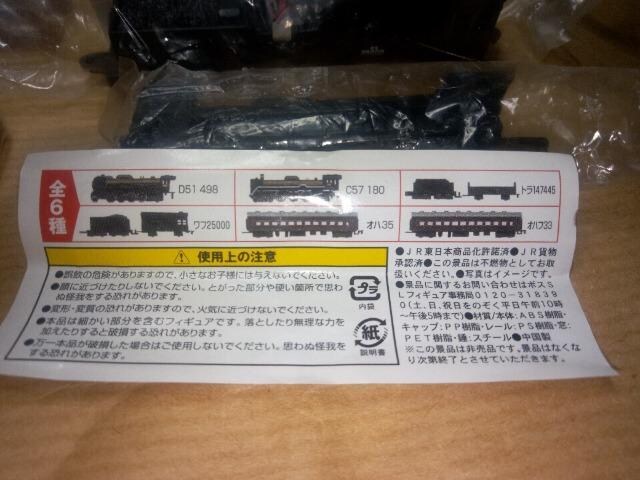 全6種
D51 498
C57 180
トラ147445
ワフ25000
オハ35
オハフ33
使用上の注意
●誤飲の危険がありますので、小さなお子様には与えないでください。
●顔に近づけたりしないでください。とがった部分や硬い箇所で思わ
ぬ怪我をする恐れがあります。
●変形・変質の恐れがありますので、火気に近づけないでください。
●本品は細かい部分を含むフィギュアです。落としたり無理な力を
加えたりすると破損する恐れがあります。
●万一本品が破損した場合はご使用しないでください。思わぬ怪我を
する恐れがあります。
プラ
内袋
紙
説明書
●JR東日本商品化許諾済●JR貨物
承認済●この景品は不燃物としてお取
扱いください。●写真はイメージです。
●景品に関するお問い合わせはボスS
Lフィギュア事務局0120-31839
0(土、日、祝日をのぞく平日午前10時
〜午後5時まで)●材質/本体:ABS樹脂・
キャップ:PP樹脂・レール:PS樹脂・窓:
PET樹脂・錘:スチール●中国製
※この景品は非売品です。景品はなくな
り次第終了とさせていただきます。